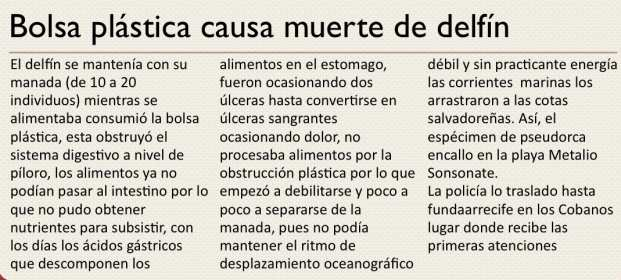 Bolsa plástica causa muerte de delfín
El delfín se mantenía con su
manada (de 10 a 20
individuos) mientras se
alimentaba consumió la bolsa
plástica, esta obstruyó el
sistema digestivo a nivel de
píloro, los alimentos ya no
podían pasar al intestino por lo
que no pudo obtener
nutrientes para subsistir, con
los días los ácidos gástricos
que descomponen los
alimentos en el estomago,
fueron ocasionando dos
úlceras hasta convertirse en
úlceras sangrantes
ocasionando dolor, no
procesaba alimentos por la
obstrucción plástica por lo que
empezó a debilitarse y poco a
poco a separarse de la
manada, pues no podía
mantener el ritmo de
desplazamiento oceanográfico
débil y sin practicante energía
las corrientes  marinas los
arrastraron a las cotas
salvadoreñas. Así, el
espécimen de pseudorca
encallo en la playa Metalio
Sonsonate.
La policía lo traslado hasta
fundaarrecife en los Cobanos
lugar donde recibe las
primeras atenciones